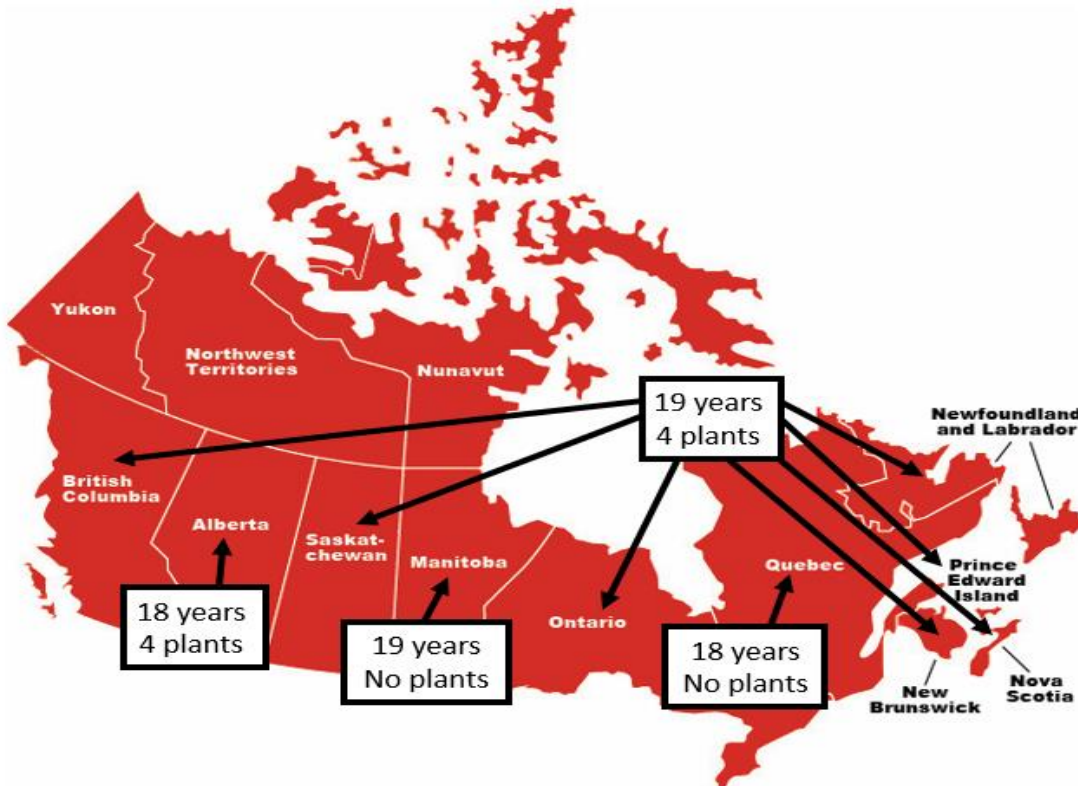 Yukon
Northwest
Territories
Nunavut
19 years
4 plants
Newfoundland
and Labrador
British
Columbia
Alberta
Saskat-
chewan
Manitoba
Ontario
Quebec
Prince
Edward
Island
18 years
4 plants
19 years
No plants
18 years
No plants
New
Brunswick
Nova
Scotia